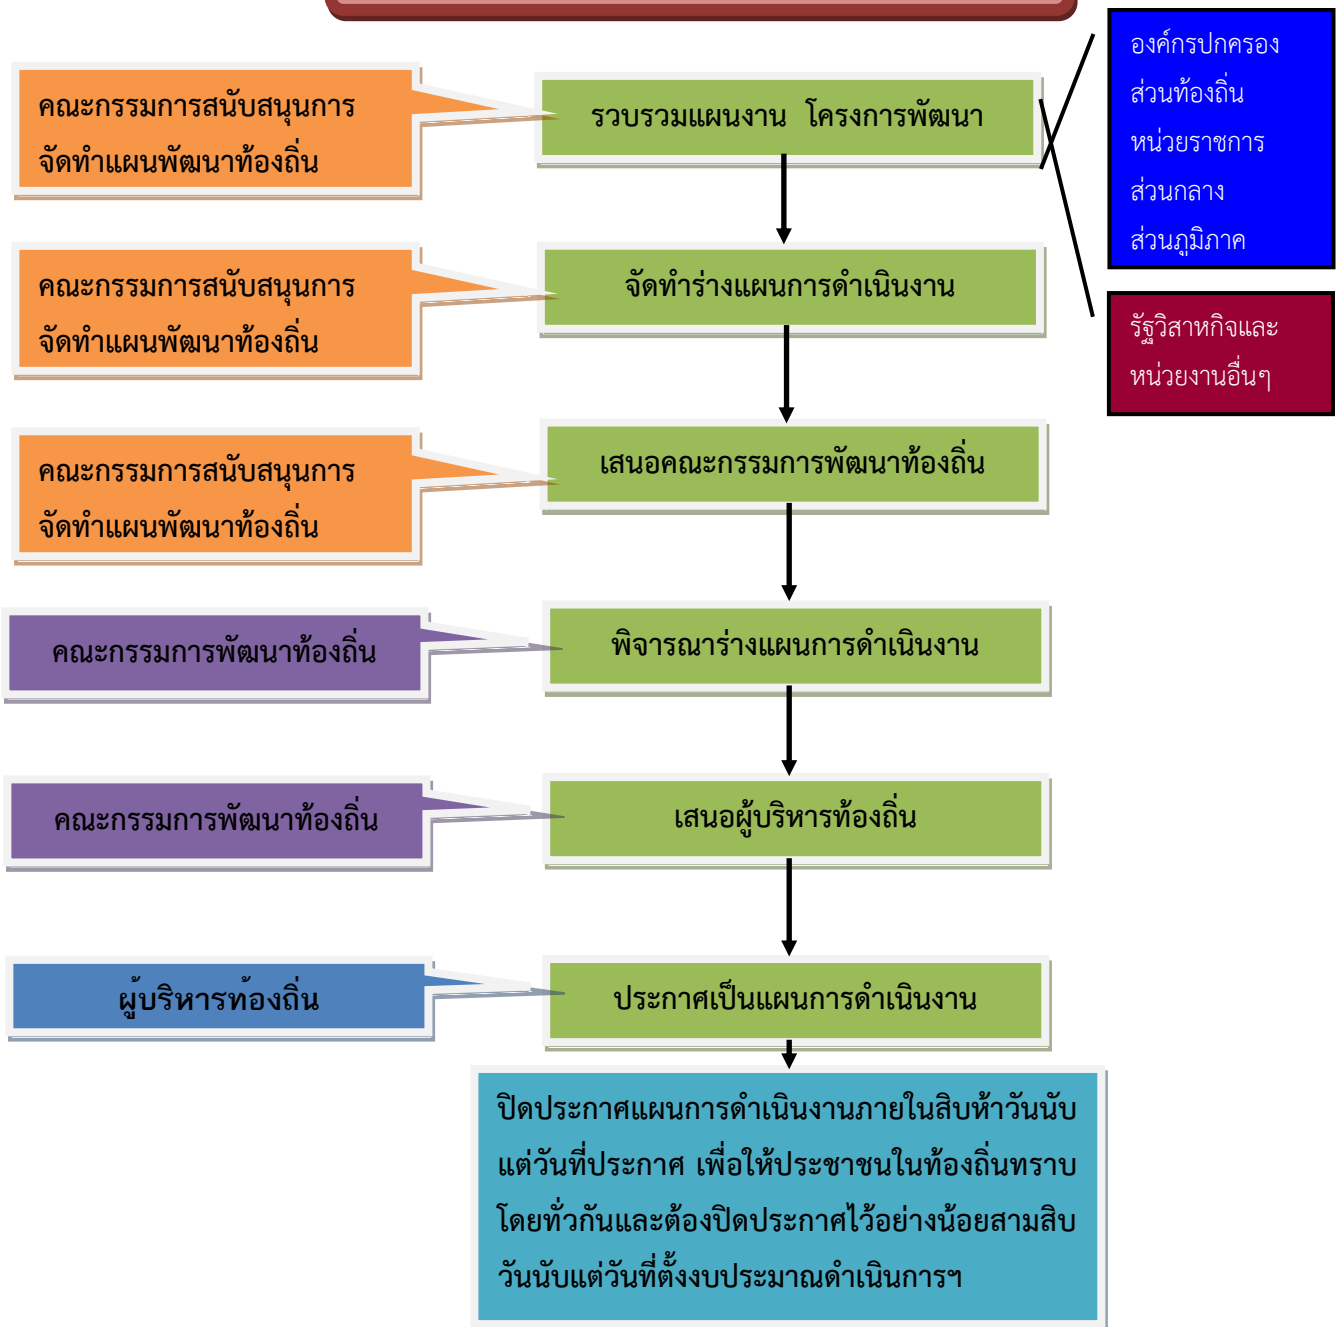 คณะกรรมการสนับสนุนการ
จัดทำแผนพัฒนาท้องถิ่น
รวบรวมแผนงาน โครงการพัฒนา
องค์กรปกครอง
ส่วนท้องถิ่น
หน่วยราชการ
ส่วนกลาง
ส่วนภูมิภาค
คณะกรรมการสนับสนุนการ
จัดทำแผนพัฒนาท้องถิ่น
จัดทำร่างแผนการดำเนินงาน
รัฐวิสาหกิจและ
หน่วยงานอื่นๆ
คณะกรรมการสนับสนุนการ
จัดทำแผนพัฒนาท้องถิ่น
เสนอคณะกรรมการพัฒนาท้องถิ่น
คณะกรรมการพัฒนาท้องถิ่น
พิจารณาร่างแผนการดำเนินงาน
คณะกรรมการพัฒนาท้องถิ่น
เสนอผู้บริหารท้องถิ่น
ผู้บริหารท้องถิ่น
ประกาศเป็นแผนการดำเนินงาน
ปิดประกาศแผนการดำเนินงานภายในสิบห้าวันนับ
แต่วันที่ประกาศ เพื่อให้ประชาชนในท้องถิ่นทราบ
โดยทั่วกันและต้องปิดประกาศไว้อย่างน้อยสามสิบ
วันนับแต่วันที่ตั้งงบประมาณดำเนินการฯ